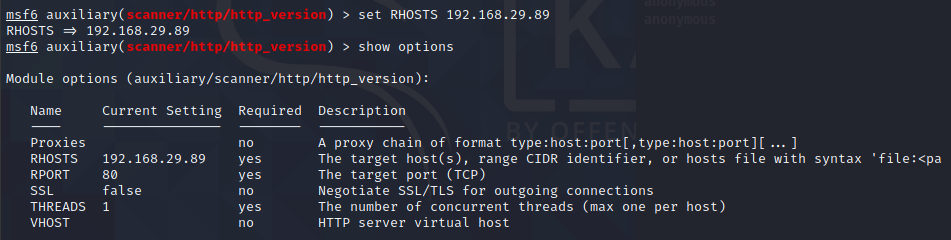 msf6 auxiliary(scanner/http/http_version) > set RHOSTS 192.168.29.89
RHOSTS => 192.168.29.89
msf6 auxiliary(scanner/http/http_version) > show options
Module options (auxiliary/scanner/http/http_version):
Name Current Setting Required Description
Proxies no A proxy chain of format type:host:port[,type:host:port][...]
RHOSTS 192.168.29.89 yes The target host(s), range CIDR identifier, or hosts file with syntax 'file:<pa
RPORT 80 yes The target port (TCP)
SSL false no Negotiate SSL/TLS for outgoing connections
THREADS 1 yes The number of concurrent threads (max one per host)
VHOST no HTTP server virtual host
anonymous
anonymous
BY OFFEN